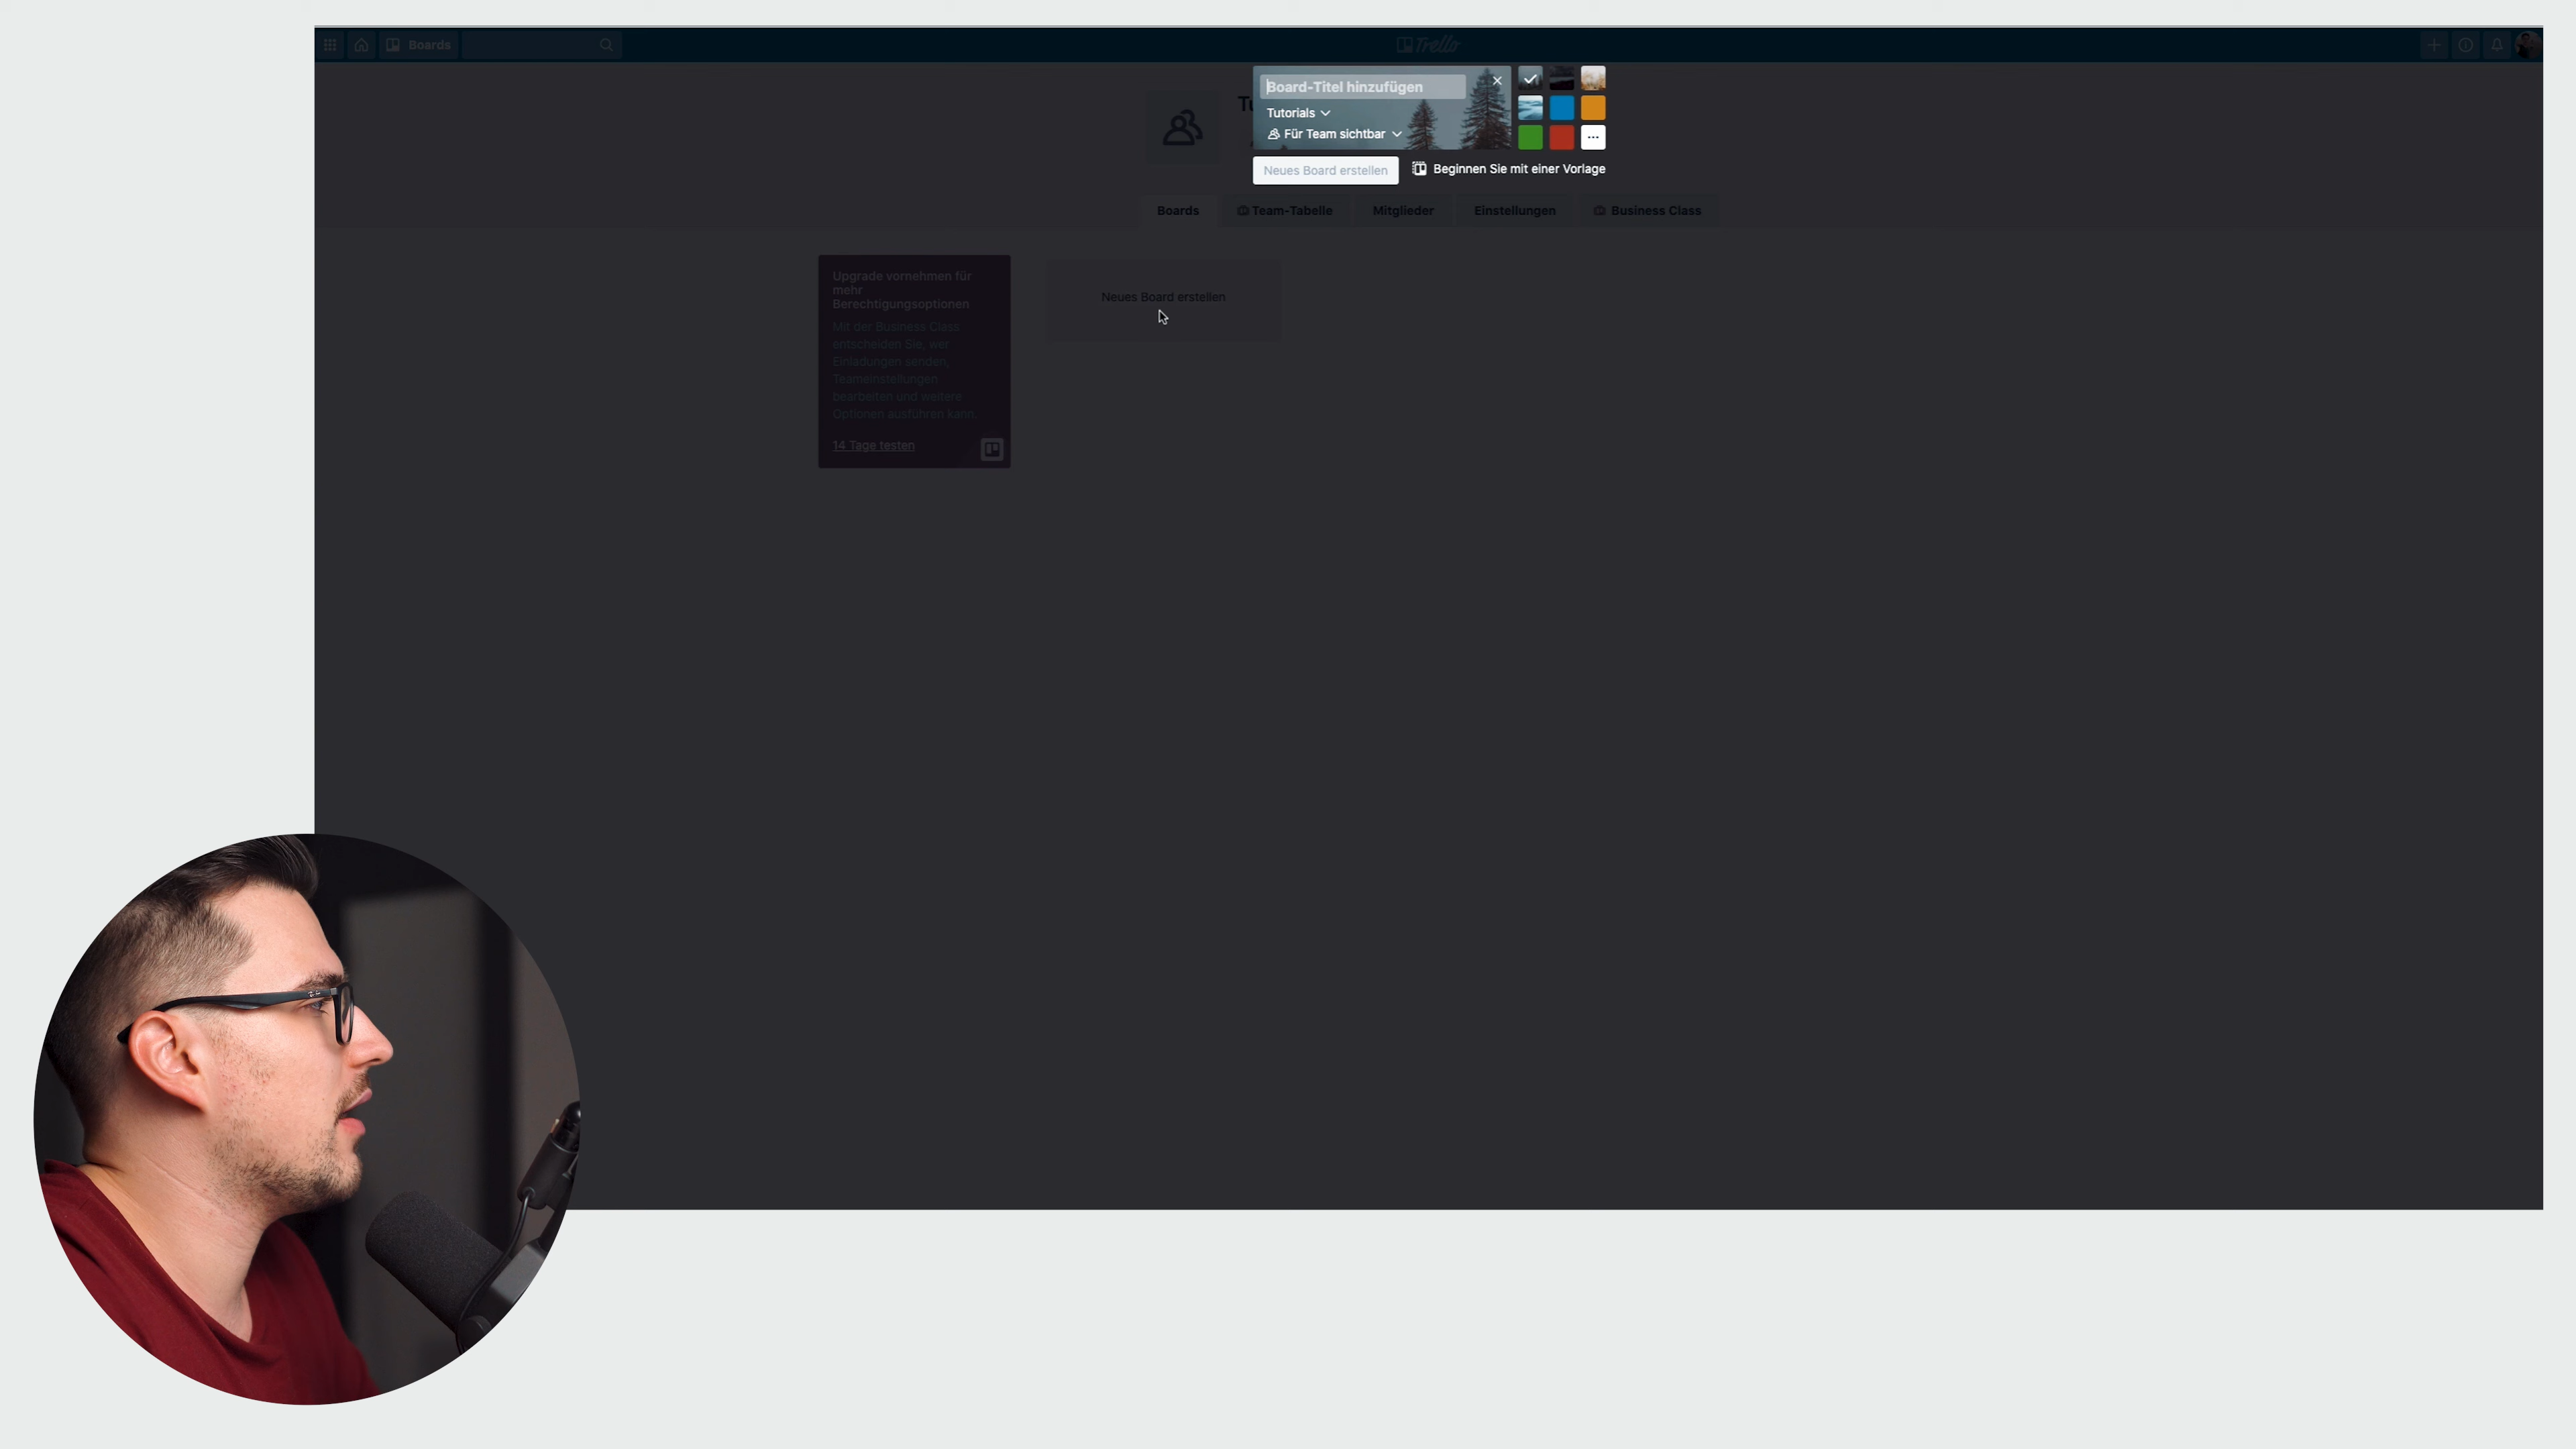 Boards
Trello
Board-Titel hinzufügen
Tutorials
Für Team sichtbar
Neues Board erstellen
Beginnen Sie mit einer Vorlage
Boards
Team-Tabelle
Mitglieder
Einstellungen
Business Class
Upgrade vornehmen für
mehr
Berechtigungsoptionen
Mit der Business Class
entscheiden Sie, wer
Einladungen senden,
Teameinstellungen
bearbeiten und weitere
Optionen ausführen kann
14 Tage testen
Neues Board erstellen